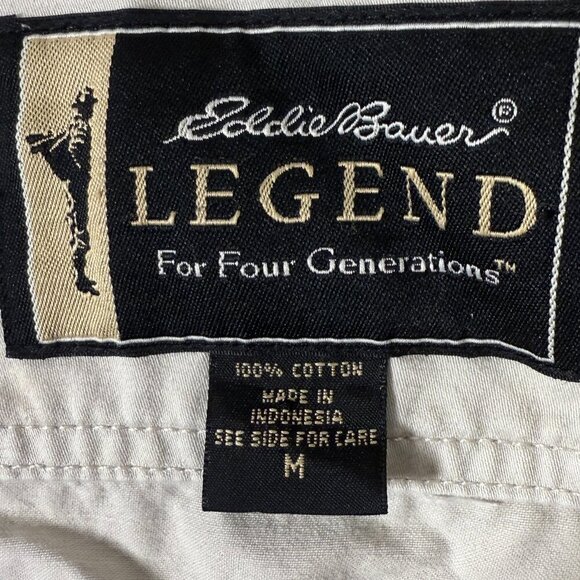 Eddie Bauer®
LEGEND
For Four Generations™
100% COTTON
MADE IN
INDONESIA
SEE SIDE FOR CARE
M